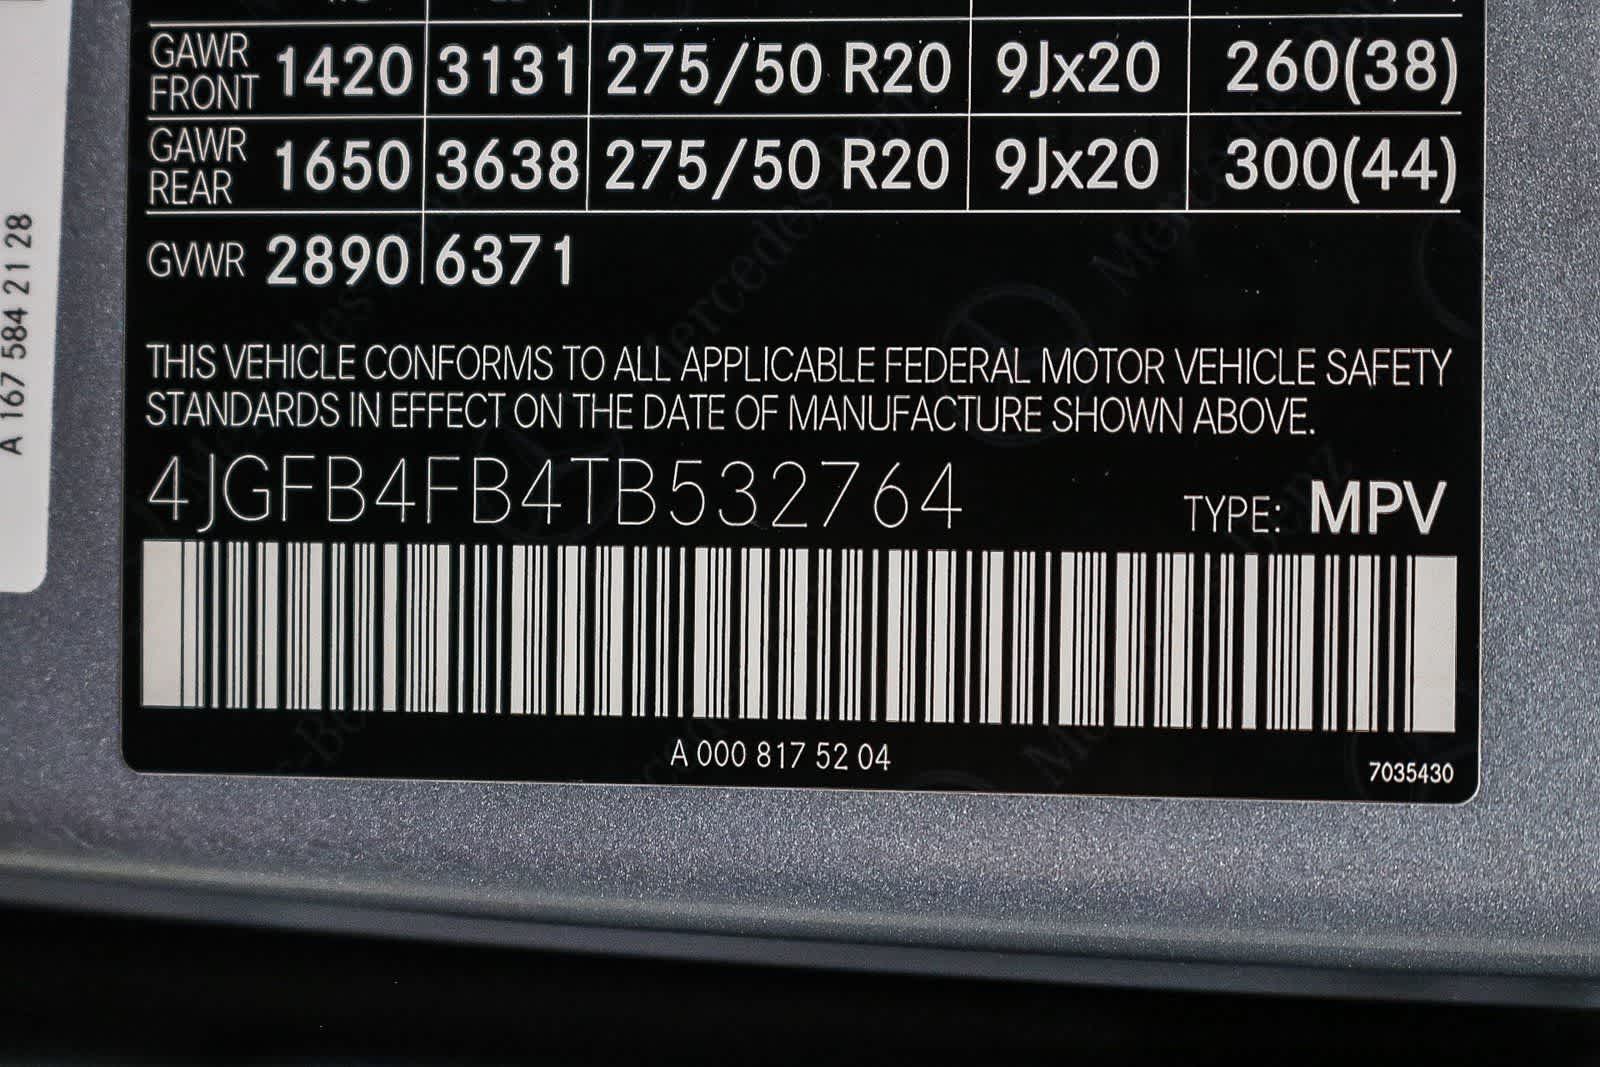 GAWR FRONT 1420 3131 275/50 R20 9Jx20 260(38)
GAWR REAR 1650 3638 275/50 R20 9Jx20 300(44)
GVWR 2890 6371
THIS VEHICLE CONFORMS TO ALL APPLICABLE FEDERAL MOTOR VEHICLE SAFETY
STANDARDS IN EFFECT ON THE DATE OF MANUFACTURE SHOWN ABOVE.
4JGFB4FB4TB532764
TYPE: MPV
A 000 817 52 04
7035430
A 167 584 21 28